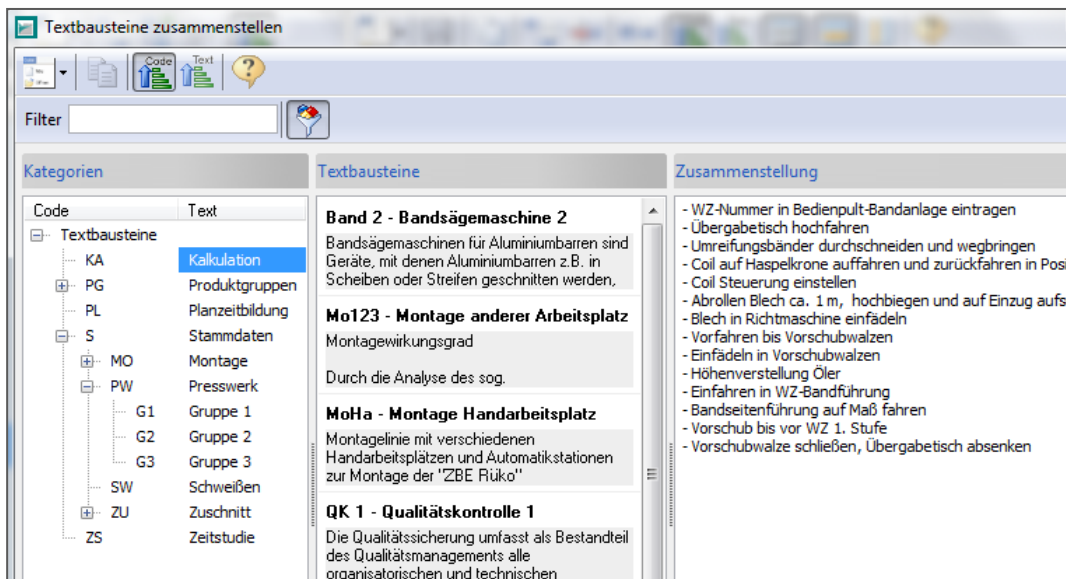 Textbausteine zusammenstellen
Code Text
Filter
Kategorien
Code Text
Textbausteine
KA Kalkulation
PG Produktgruppen
PL Planzeitbildung
S Stammdaten
MO Montage
PW Presswerk
G1 Gruppe 1
G2 Gruppe 2
G3 Gruppe 3
SW Schweißen
ZU Zuschnitt
ZS Zeitstudie
Textbausteine
Band 2 - Bandsägemaschine 2
Bandsägemaschinen für Aluminiumbarren sind
Geräte, mit denen Aluminiumbarren z.B. in
Scheiben oder Streifen geschnitten werden,
Mo123 - Montage anderer Arbeitsplatz
Montagewirkungsgrad
Durch die Analyse des sog.
MoHa - Montage Handarbeitsplatz
Montagelinie mit verschiedenen
Handarbeitsplätzen und Automatikstationen
zur Montage der "ZBE Rüko"
QK 1 - Qualitätskontrolle 1
Die Qualitätssicherung umfasst als Bestandteil
des Qualitätsmanagements alle
organisatorischen und technischen
Zusammenstellung
- WZ-Nummer in Bedienpult-Bandanlage eintragen
- Übergabetisch hochfahren
- Umreifungsbänder durchschneiden und wegbringen
- Coil auf Haspelkrone auffahren und zurückfahren in Posi
- Coil Steuerung einstellen
- Abrollen Blech ca. 1 m, hochbiegen und auf Einzug aufs
- Blech in Richtmaschine einfädeln
- Vorfahren bis Vorschubwalzen
- Einfädeln in Vorschubwalzen
- Höhenverstellung Öler
- Einfahren in WZ-Bandführung
- Bandseitenführung auf Maß fahren
- Vorschub bis vor WZ 1. Stufe
- Vorschubwalze schließen, Übergabetisch absenken